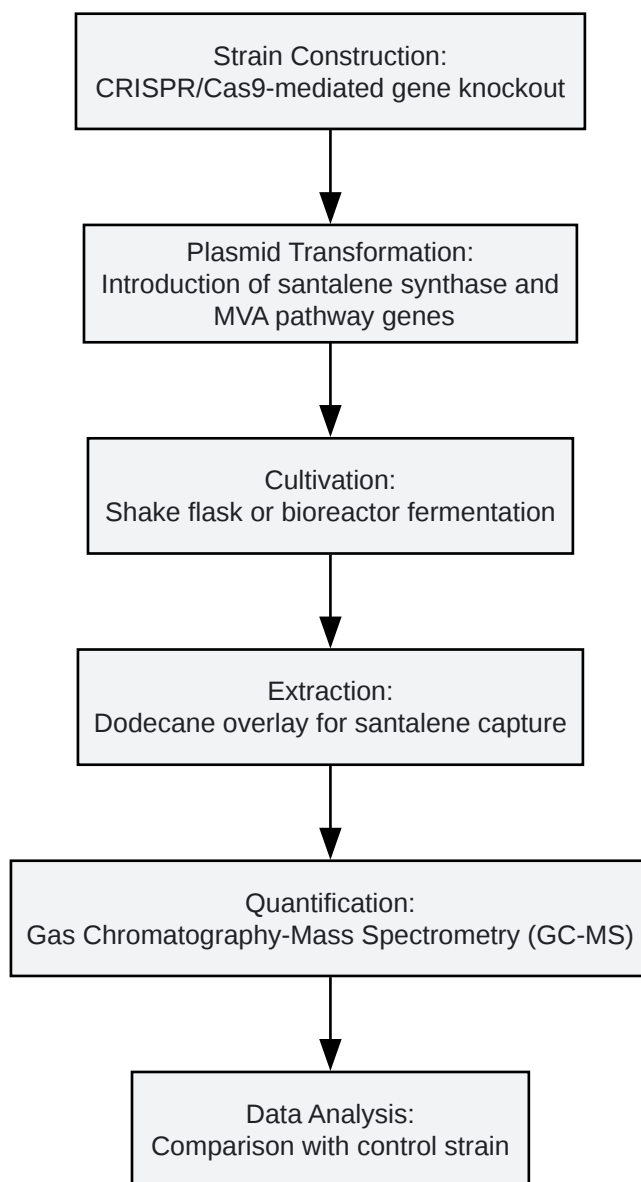 Strain Construction:
CRISPR/Cas9-mediated gene knockout
Plasmid Transformation:
Introduction of santalene synthase and
MVA pathway genes
Cultivation:
Shake flask or bioreactor fermentation
Extraction:
Dodecane overlay for santalene capture
Quantification:
Gas Chromatography-Mass Spectrometry (GC-MS)
Data Analysis:
Comparison with control strain